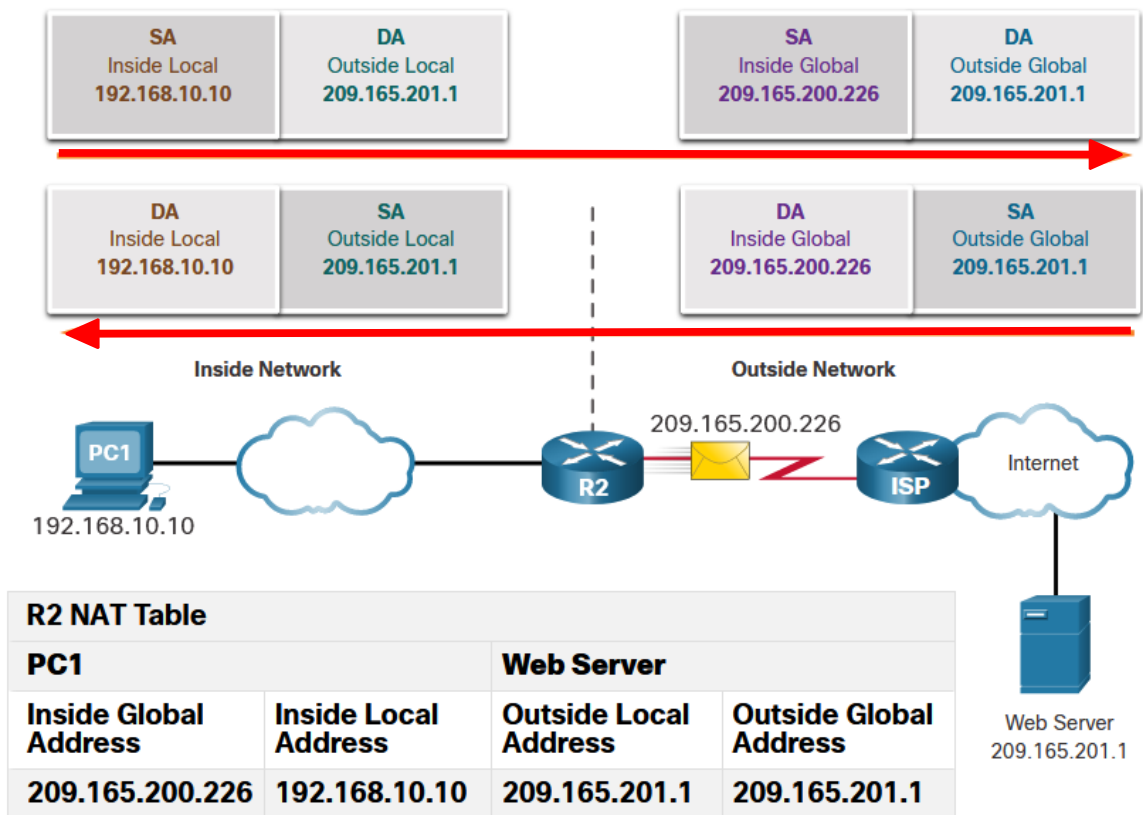 SA
Inside Local
192.168.10.10
DA
Outside Local
209.165.201.1
SA
Inside Global
209.165.200.226
DA
Outside Global
209.165.201.1
DA
Inside Local
192.168.10.10
SA
Outside Local
209.165.201.1
DA
Inside Global
209.165.200.226
SA
Outside Global
209.165.201.1
Inside Network
Outside Network
209.165.200.226
PC1
R2
ISP
Internet
192.168.10.10
R2 NAT Table
PC1
Web Server
Inside Global
Address
Inside Local
Address
Outside Local
Address
Outside Global
Address
209.165.200.226
192.168.10.10
209.165.201.1
209.165.201.1
Web Server
209.165.201.1